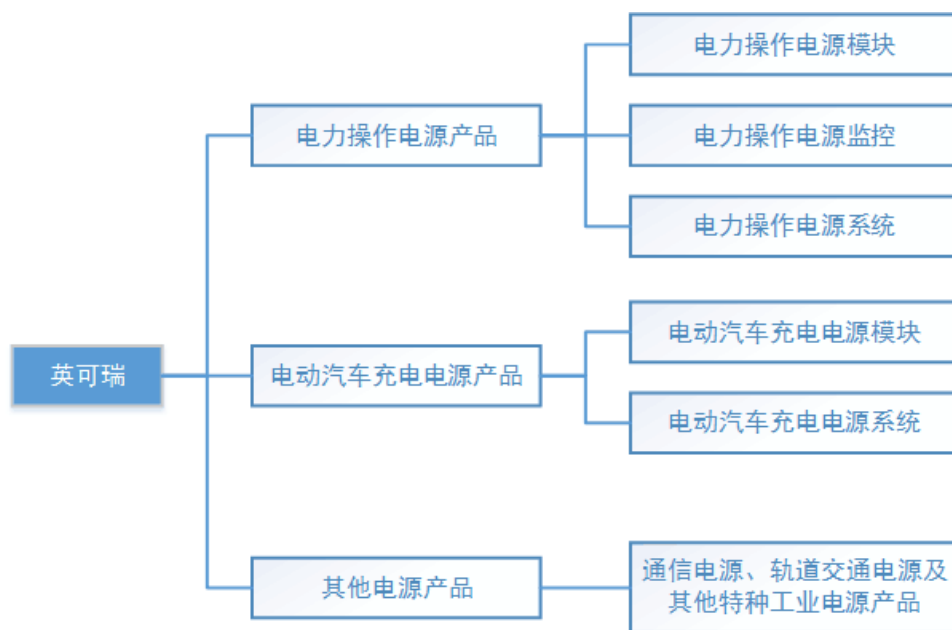 电力操作电源模块
电力操作电源产品
电力操作电源监控
电力操作电源系统
英可瑞
电动汽车充电电源产品
电动汽车充电电源模块
电动汽车充电电源系统
其他电源产品
通信电源、轨道交通电源及
其他特种工业电源产品